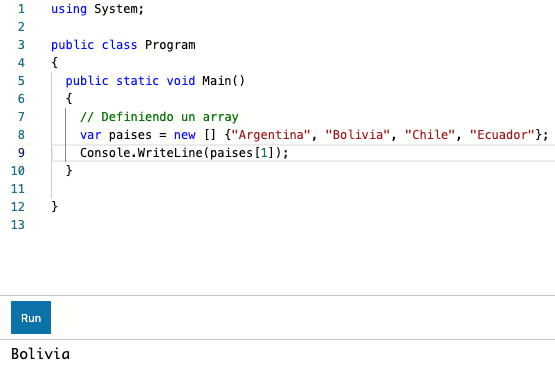 1 using System;
2
3 public class Program
4 {
5 public static void Main()
6 {
7 // Definiendo un array
8 var paises = new [] {"Argentina", "Bolivia", "Chile", "Ecuador"};
9 Console.WriteLine(paises[1]);
10 }
11
12 }
13
Run
Bolivia